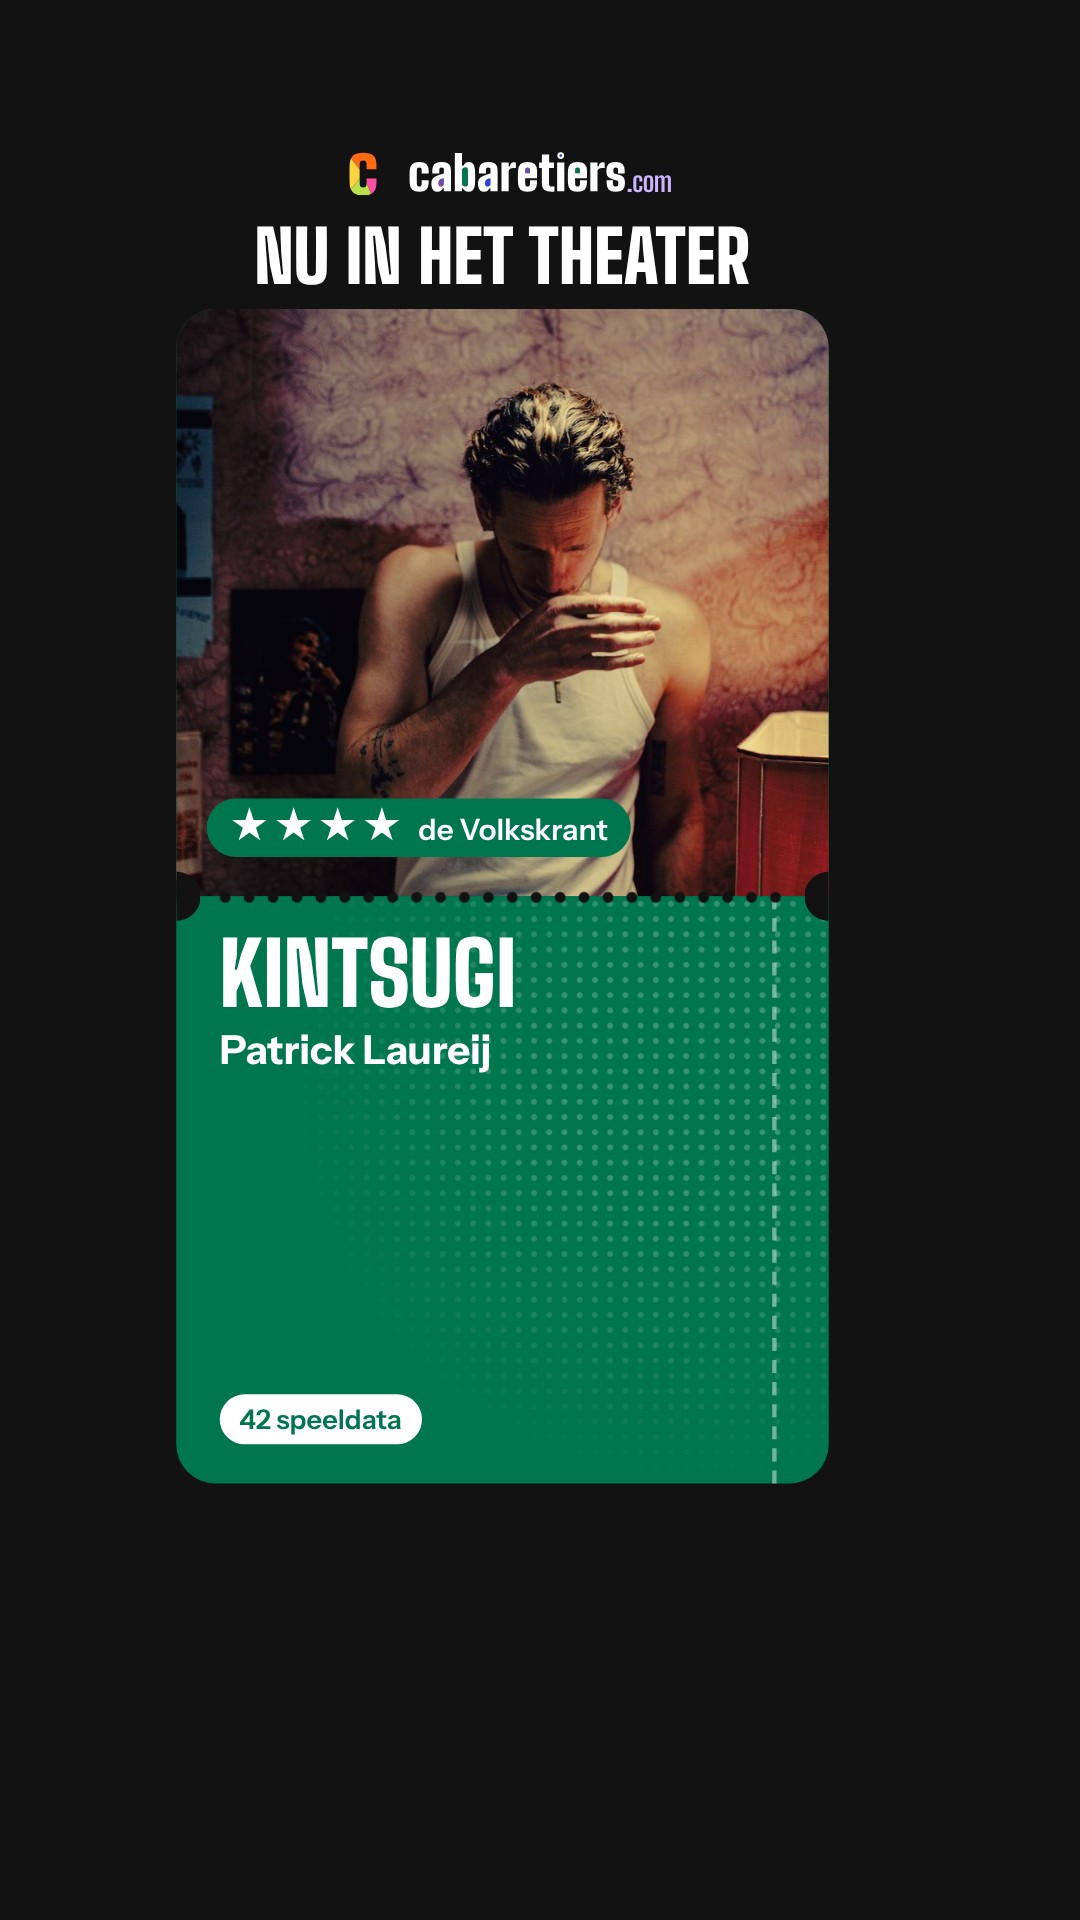 cabaretiers.com
NU IN HET THEATER
★★★★ de Volkskrant
KINTSUGI
Patrick Laureij
42 speeldata